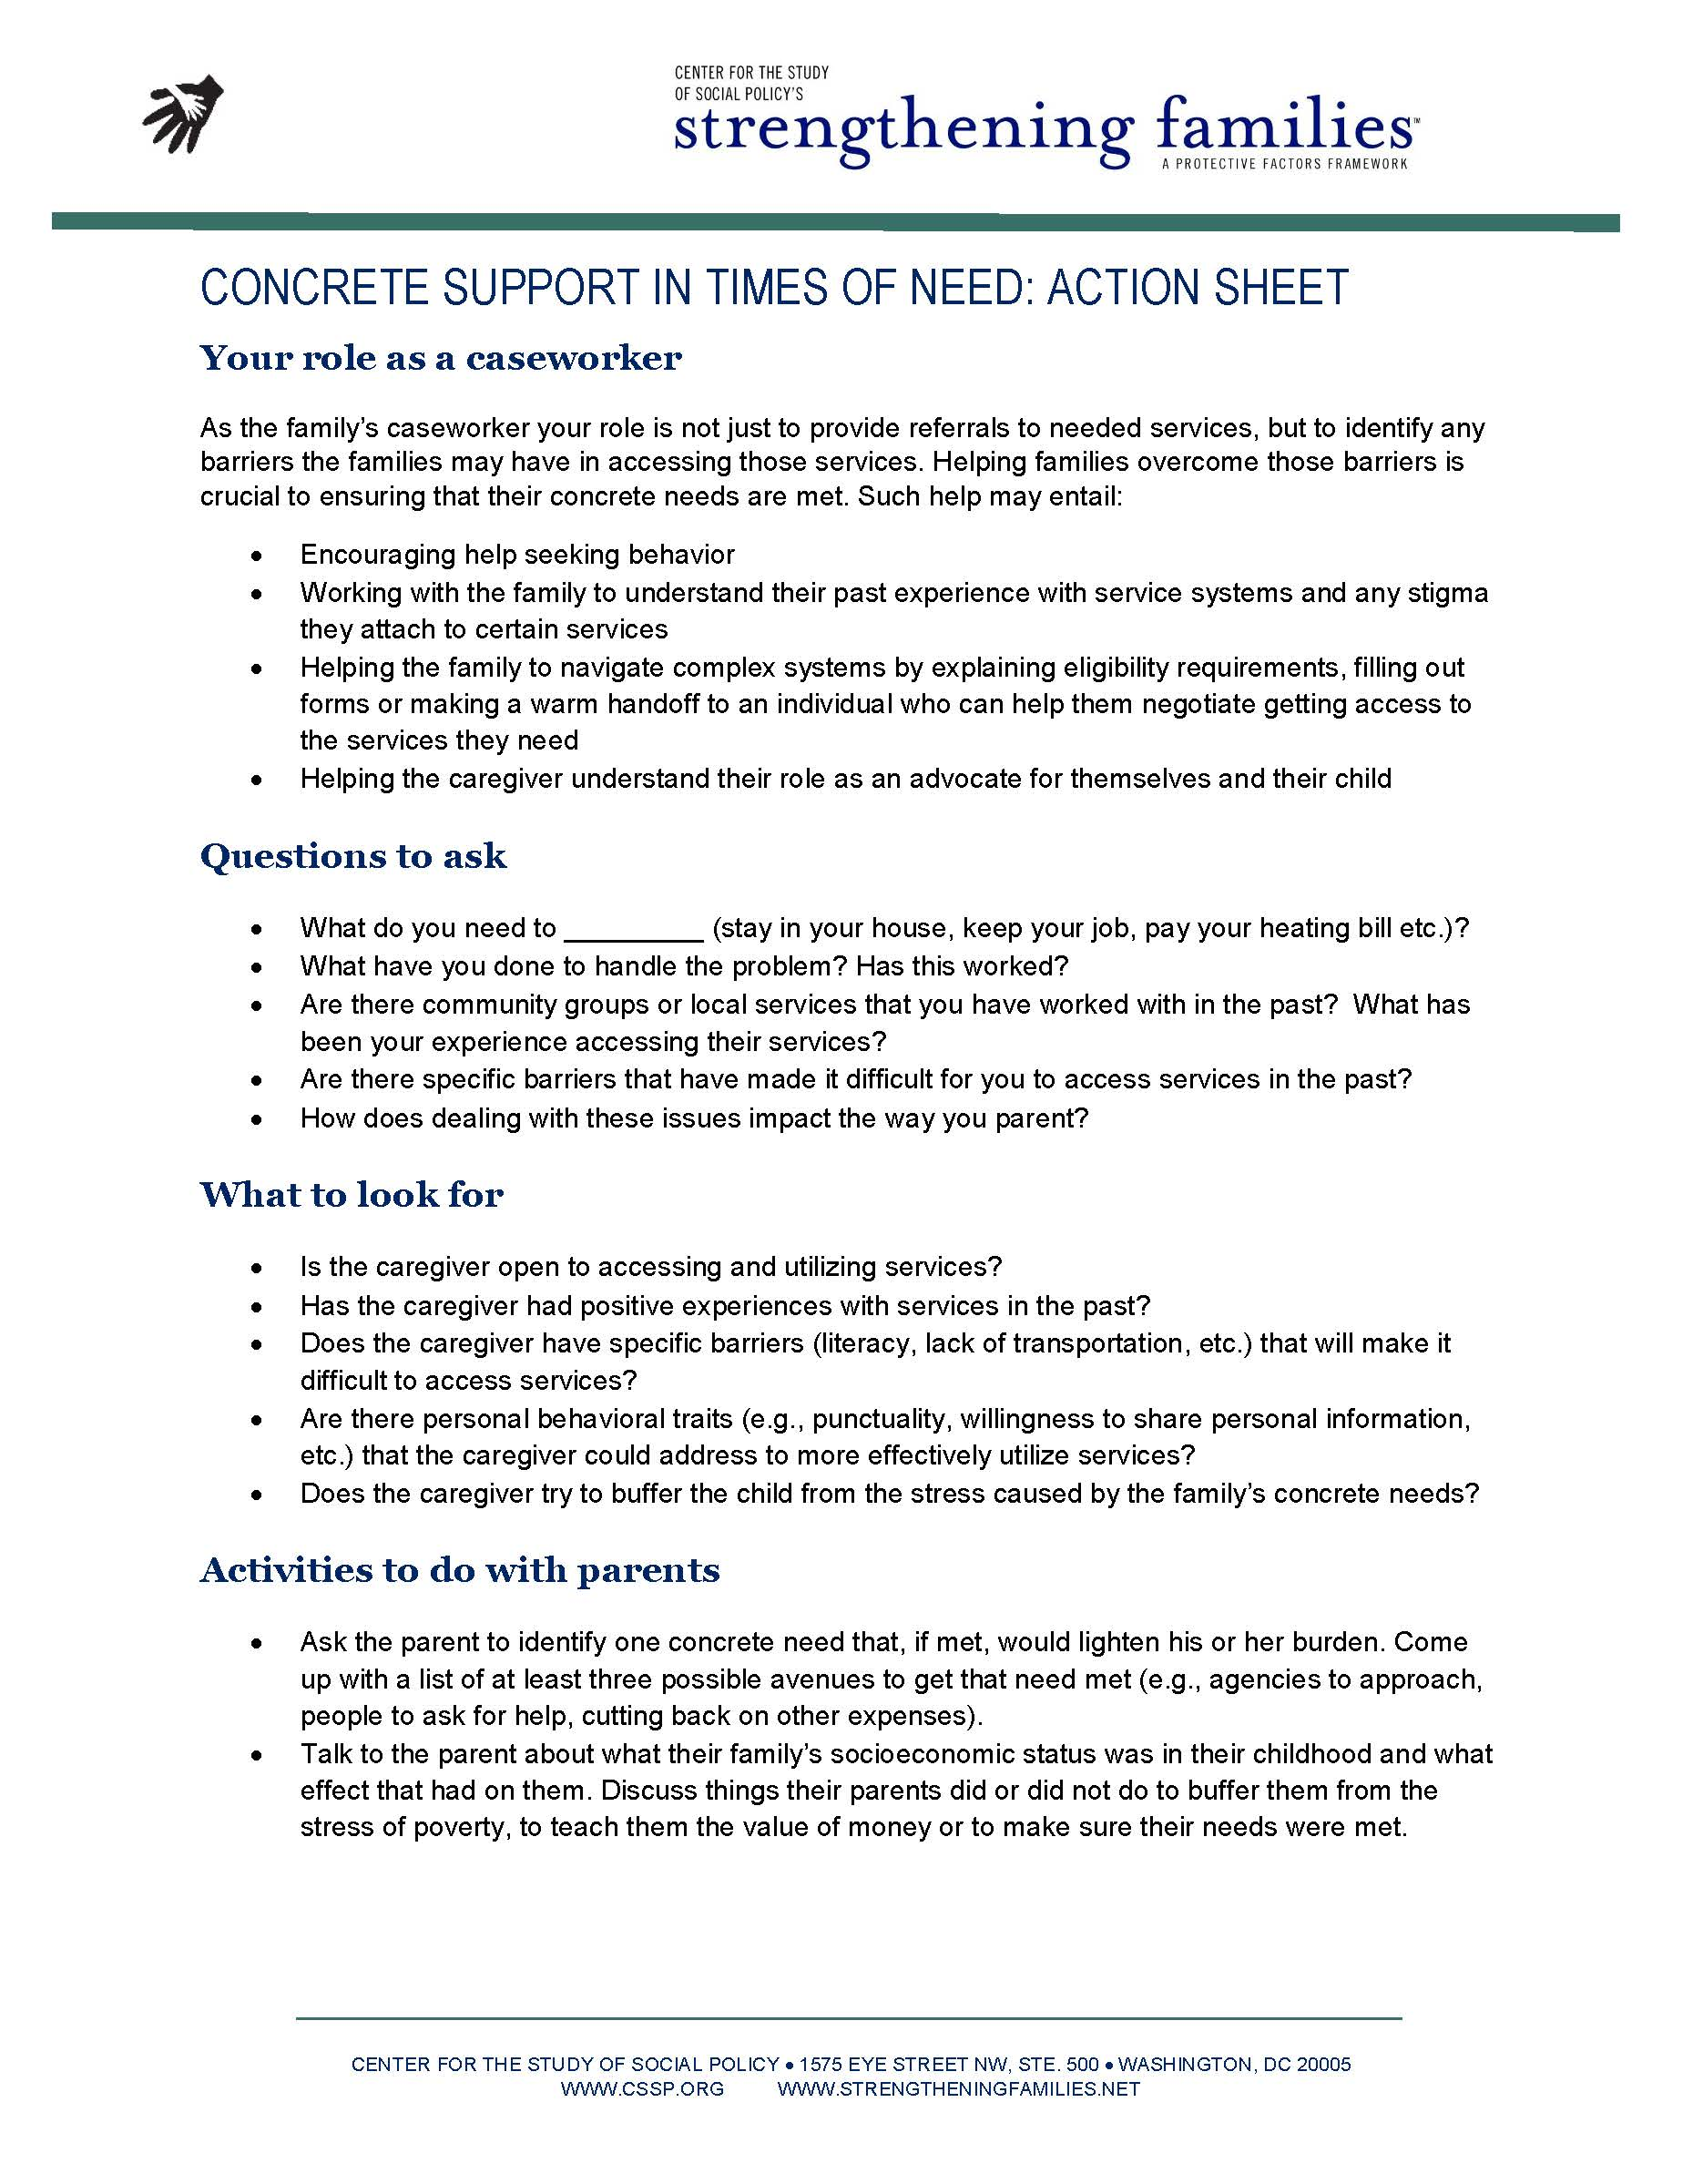 CENTER FOR THE STUDY
OF SOCIAL POLICY'S
strengthening families™
A PROTECTIVE FACTORS FRAMEWORK
CONCRETE SUPPORT IN TIMES OF NEED: ACTION SHEET
Your role as a caseworker
As the family's caseworker your role is not just to provide referrals to needed services, but to identify any
barriers the families may have in accessing those services. Helping families overcome those barriers is
crucial to ensuring that their concrete needs are met. Such help may entail:
• Encouraging help seeking behavior
• Working with the family to understand their past experience with service systems and any stigma
they attach to certain services
• Helping the family to navigate complex systems by explaining eligibility requirements, filling out
forms or making a warm handoff to an individual who can help them negotiate getting access to
the services they need
• Helping the caregiver understand their role as an advocate for themselves and their child
Questions to ask
• What do you need to _________ (stay in your house, keep your job, pay your heating bill etc.)?
• What have you done to handle the problem? Has this worked?
• Are there community groups or local services that you have worked with in the past?  What has
been your experience accessing their services?
• Are there specific barriers that have made it difficult for you to access services in the past?
• How does dealing with these issues impact the way you parent?
What to look for
• Is the caregiver open to accessing and utilizing services?
• Has the caregiver had positive experiences with services in the past?
• Does the caregiver have specific barriers (literacy, lack of transportation, etc.) that will make it
difficult to access services?
• Are there personal behavioral traits (e.g., punctuality, willingness to share personal information,
etc.) that the caregiver could address to more effectively utilize services?
• Does the caregiver try to buffer the child from the stress caused by the family's concrete needs?
Activities to do with parents
• Ask the parent to identify one concrete need that, if met, would lighten his or her burden. Come
up with a list of at least three possible avenues to get that need met (e.g., agencies to approach,
people to ask for help, cutting back on other expenses).
• Talk to the parent about what their family's socioeconomic status was in their childhood and what
effect that had on them. Discuss things their parents did or did not do to buffer them from the
stress of poverty, to teach them the value of money or to make sure their needs were met.
CENTER FOR THE STUDY OF SOCIAL POLICY • 1575 EYE STREET NW, STE. 500 • WASHINGTON, DC 20005
WWW.CSSP.ORG WWW.STRENGTHENINGFAMILIES.NET